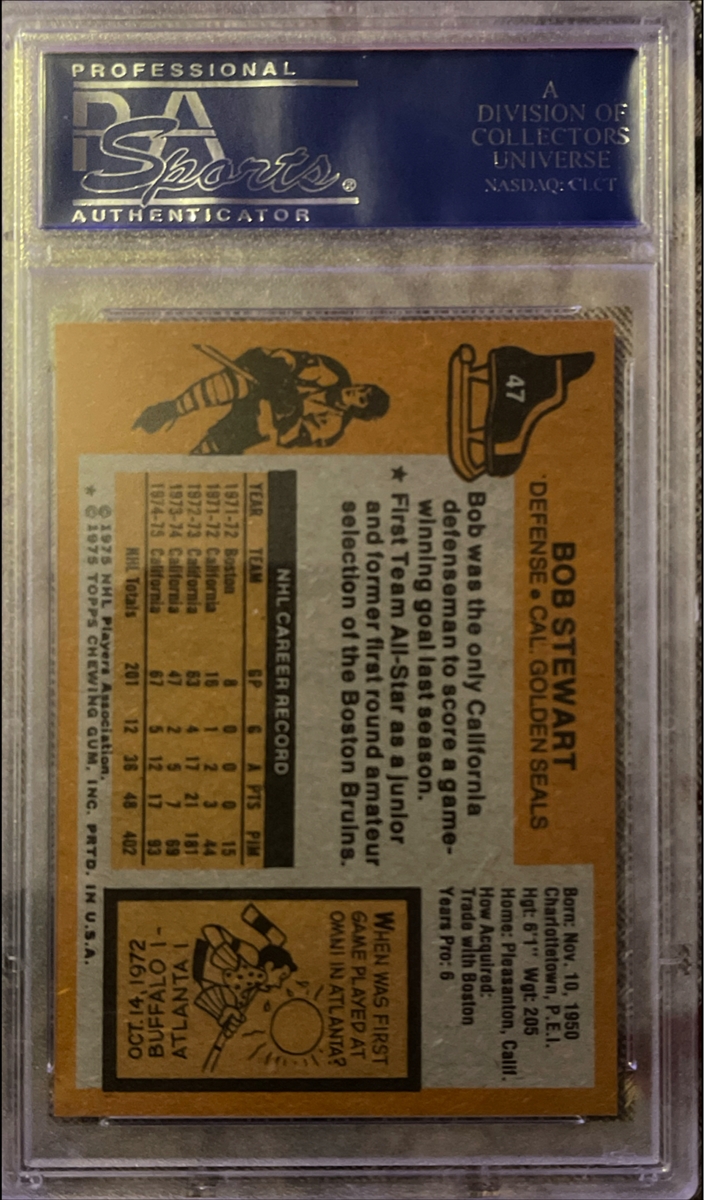 PROFESSIONAL
PSA
Sports®
AUTHENTICATOR
A
DIVISION OF
COLLECTORS
UNIVERSE
NASDAQ: CLCT
47
BOB STEWART
DEFENSE • CAL. GOLDEN SEALS
Born: Nov. 10, 1950
Charlottetown, P.E.I.
Hgt: 6'1" Wgt: 205
Home: Pleasanton, Calif.
How Acquired:
Trade with Boston
Years Pro: 6
Bob was the only California
defenseman to score a game-
winning goal last season.
★ First Team All-Star as a junior
and former first round amateur
selection of the Boston Bruins.
NHL CAREER RECORD
YEAR TEAM GP G A PTS PIM
1971-72 Boston 8 0 0 0 15
1971-72 California 16 1 2 3 44
1972-73 California 63 4 17 21 181
1973-74 California 47 2 5 7 69
1974-75 California 67 5 12 17 93
NHL Totals 201 12 36 48 402
WHEN WAS FIRST
GAME PLAYED AT
OMNI IN ATLANTA?
OCT. 14, 1972
BUFFALO 1 -
ATLANTA 1
© 1975 NHL Players Association.
★ © 1975 TOPPS CHEWING GUM, INC. PRTD. IN U.S.A.